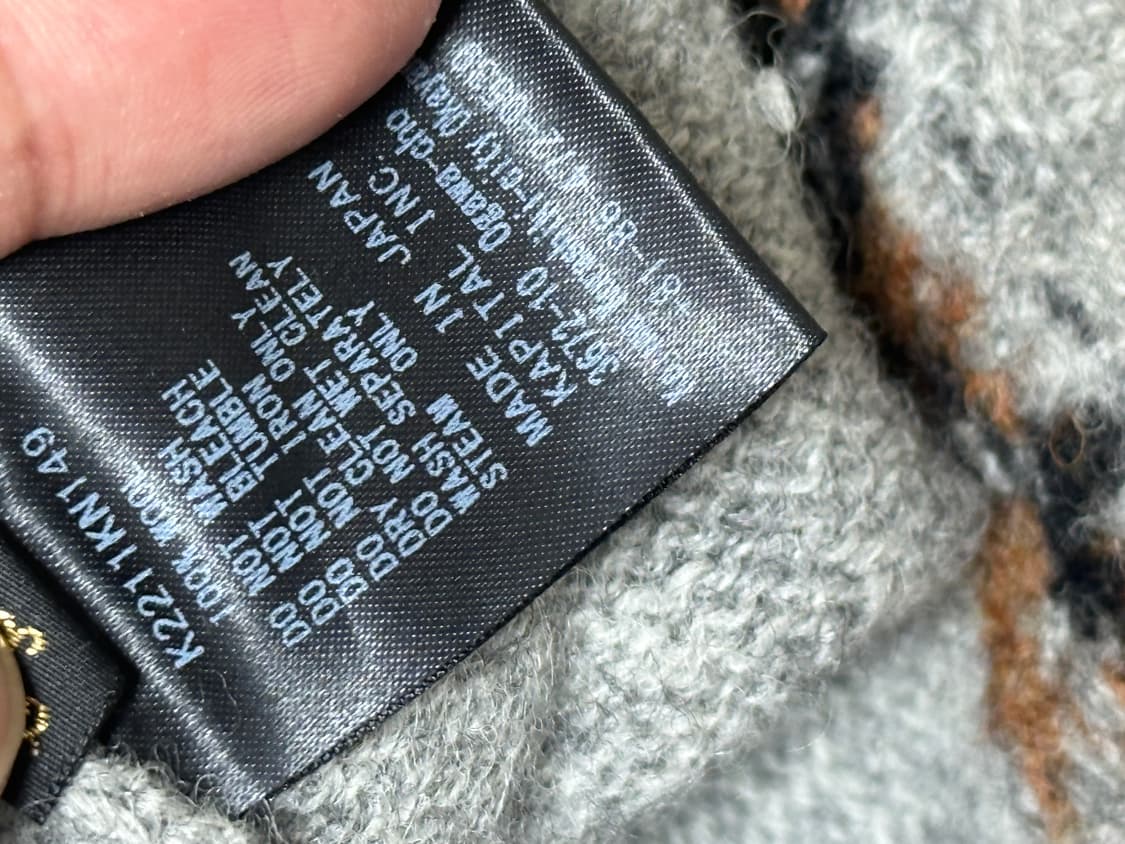 K2211KN149
100% WOOL
DO NOT WASH
DO NOT BLEACH
DO NOT TUMBLE
DO NOT IRON
DRY CLEAN ONLY
DO NOT WET CLEAN
WASH SEPARATELY
STEAM ONLY
MADE IN JAPAN
KAPITAL INC.
3672-10 Ogawa-cho